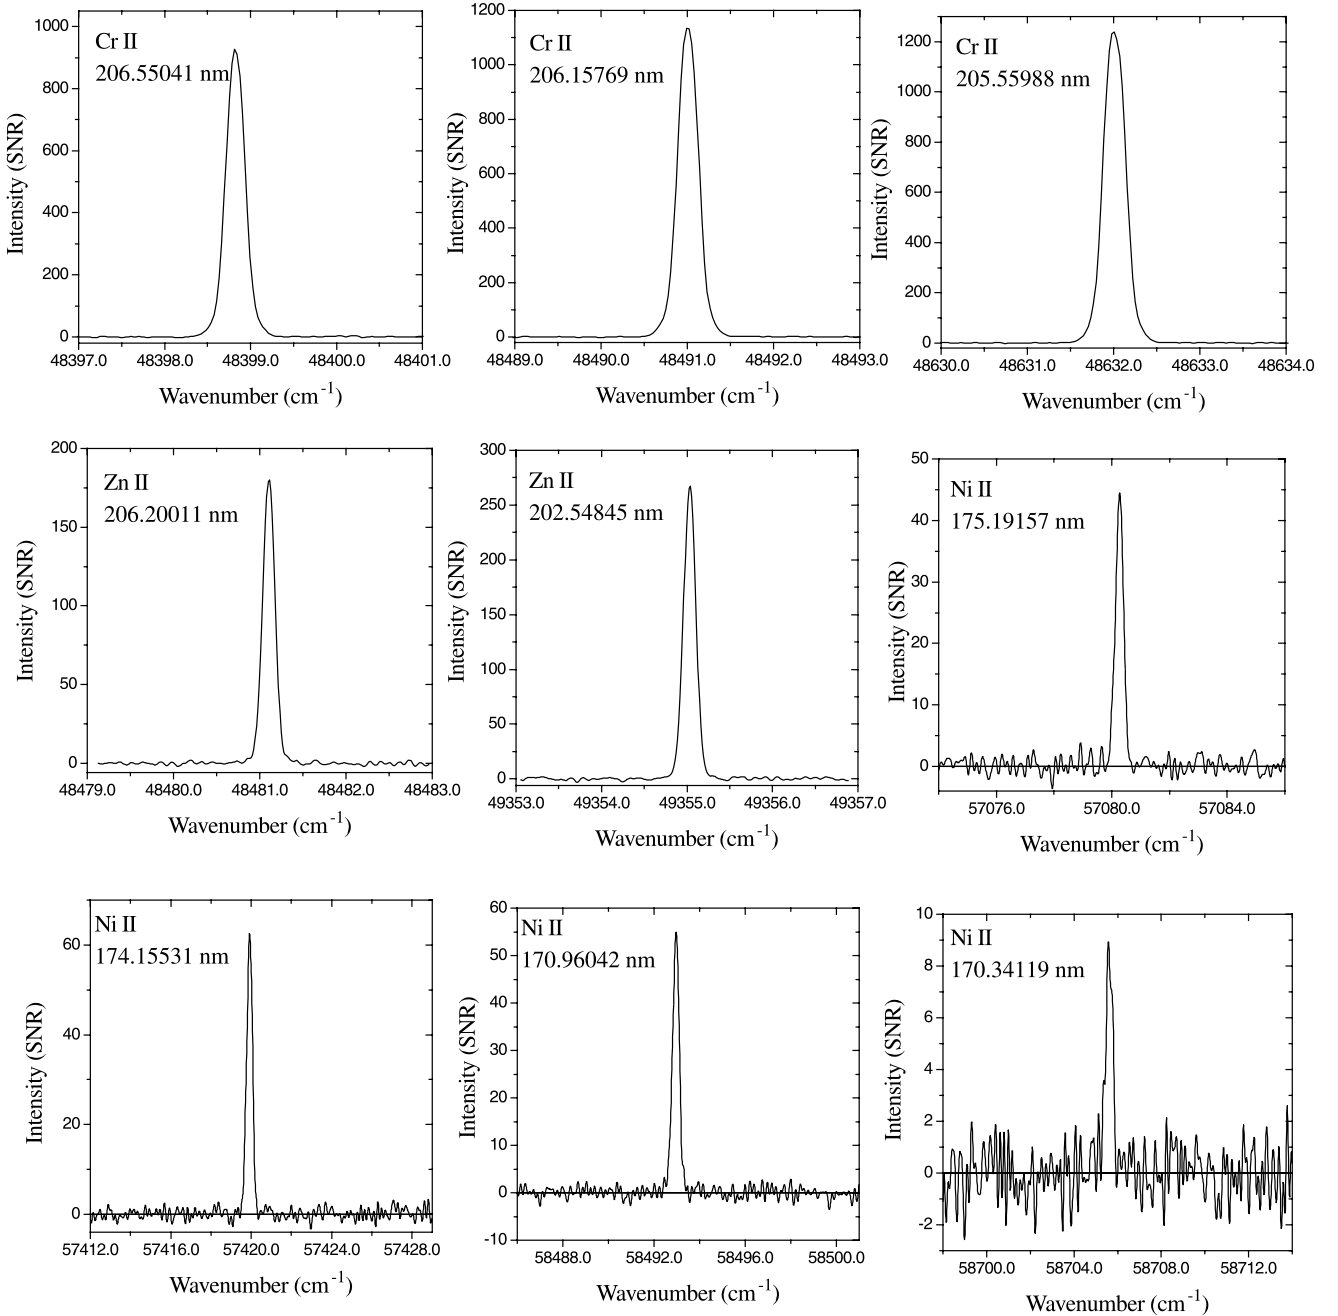 Cr II
206.55041 nm
Intensity (SNR)
1000
800
600
400
200
0
48397.0 48398.0 48399.0 48400.0 48401.0
Wavenumber (cm-1)
Cr II
206.15769 nm
Intensity (SNR)
1200
1000
800
600
400
200
0
48489.0 48490.0 48491.0 48492.0 48493.0
Wavenumber (cm-1)
Cr II
205.55988 nm
Intensity (SNR)
1200
1000
800
600
400
200
0
48630.0 48631.0 48632.0 48633.0 48634.0
Wavenumber (cm-1)
Zn II
206.20011 nm
Intensity (SNR)
200
150
100
50
0
48479.0 48480.0 48481.0 48482.0 48483.0
Wavenumber (cm-1)
Zn II
202.54845 nm
Intensity (SNR)
300
250
200
150
100
50
0
49353.0 49354.0 49355.0 49356.0 49357.0
Wavenumber (cm-1)
Ni II
175.19157 nm
Intensity (SNR)
50
40
30
20
10
0
57076.0 57080.0 57084.0
Wavenumber (cm-1)
Ni II
174.15531 nm
Intensity (SNR)
60
40
20
0
57412.0 57416.0 57420.0 57424.0 57428.0
Wavenumber (cm-1)
Ni II
170.96042 nm
Intensity (SNR)
60
50
40
30
20
10
0
-10
58488.0 58492.0 58496.0 58500.0
Wavenumber (cm-1)
Ni II
170.34119 nm
Intensity (SNR)
10
8
6
4
2
0
-2
58700.0 58704.0 58708.0 58712.0
Wavenumber (cm-1)